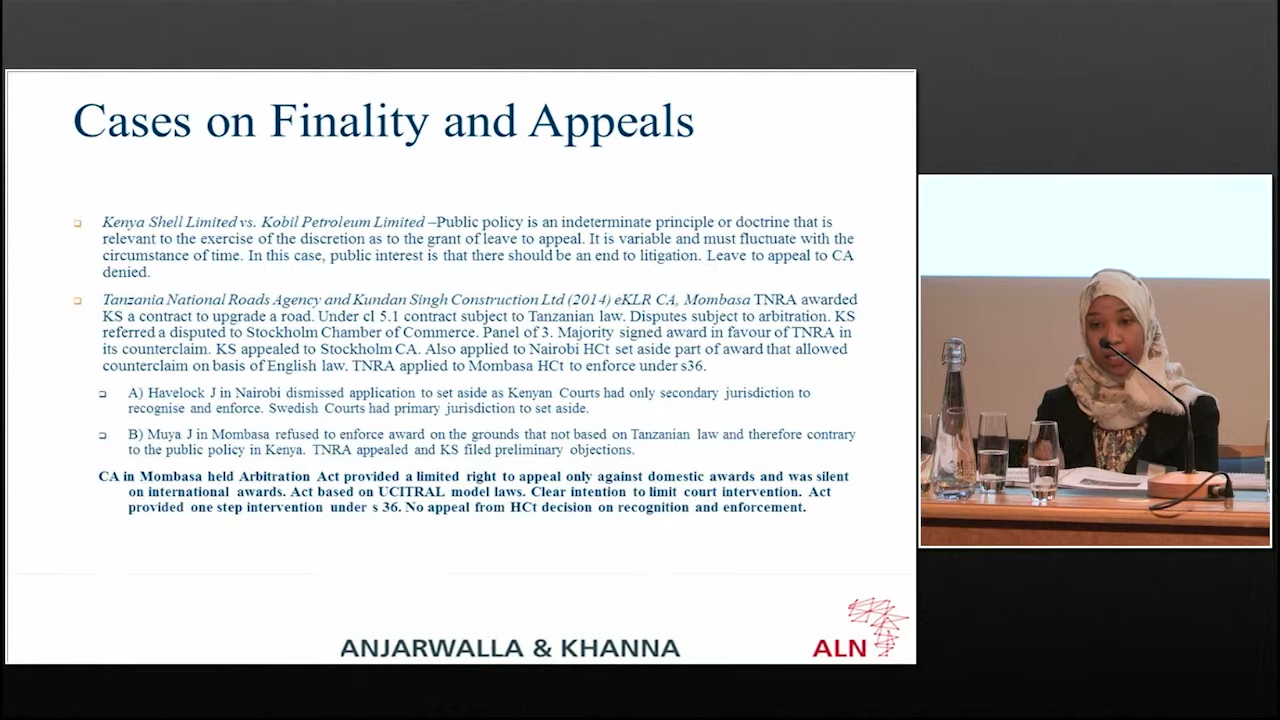 Cases on Finality and Appeals
Kenya Shell Limited vs. Kobil Petroleum Limited –Public policy is an indeterminate principle or doctrine that is
relevant to the exercise of the discretion as to the grant of leave to appeal. It is variable and must fluctuate with the
circumstance of time. In this case, public interest is that there should be an end to litigation. Leave to appeal to CA
denied.
Tanzania National Roads Agency and Kundan Singh Construction Ltd (2014) eKLR CA, Mombasa TNRA awarded
KS a contract to upgrade a road. Under cl 5.1 contract subject to Tanzanian law. Disputes subject to arbitration. KS
referred a disputed to Stockholm Chamber of Commerce. Panel of 3. Majority signed award in favour of TNRA in
its counterclaim. KS appealed to Stockholm CA. Also applied to Nairobi HCt set aside part of award that allowed
counterclaim on basis of English law. TNRA applied to Mombasa HCt to enforce under s36.
A) Havelock J in Nairobi dismissed application to set aside as Kenyan Courts had only secondary jurisdiction to
recognise and enforce. Swedish Courts had primary jurisdiction to set aside.
B) Muya J in Mombasa refused to enforce award on the grounds that not based on Tanzanian law and therefore contrary
to the public policy in Kenya. TNRA appealed and KS filed preliminary objections.
CA in Mombasa held Arbitration Act provided a limited right to appeal only against domestic awards and was silent
on international awards. Act based on UCITRAL model laws. Clear intention to limit court intervention. Act
provided one step intervention under s 36. No appeal from HCt decision on recognition and enforcement.
ANJARWALLA & KHANNA
ALN